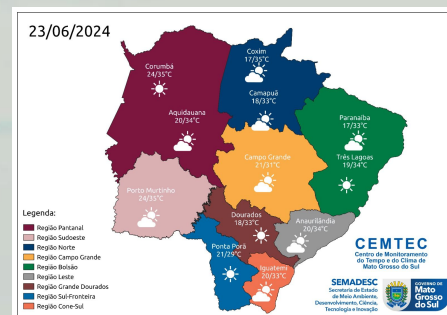 23/06/2024
Coxim
17/35°C
Corumbá
24/35°C
Camapuã
18/33°C
Aquidauana
20/34°C
Paranaíba
17/33°C
Campo Grande
21/31°C
Três Lagoas
19/34°C
Porto Murtinho
24/35°C
Dourados
18/33°C
Anaurilândia
20/34°C
Ponta Porã
21/29°C
Iguatemi
20/33°C
Legenda:
Região Pantanal
Região Sudoeste
Região Norte
Região Campo Grande
Região Bolsão
Região Leste
Região Grande Dourados
Região Sul-Fronteira
Região Cone-Sul
CEMTEC
Centro de Monitoramento
do Tempo e do Clima de
Mato Grosso do Sul
SEMADESC
Secretaria de Estado
de Meio Ambiente,
Desenvolvimento, Ciência,
Tecnologia e Inovação
GOVERNO DE
Mato
Grosso
do Sul